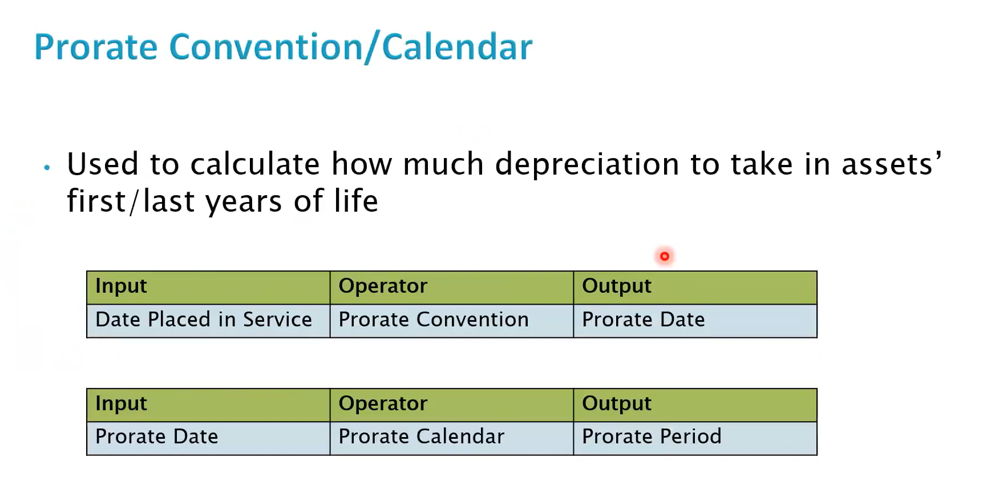 Prorate Convention/Calendar
• Used to calculate how much depreciation to take in assets’
first/last years of life
Input Operator Output
Date Placed in Service Prorate Convention Prorate Date
Input Operator Output
Prorate Date Prorate Calendar Prorate Period